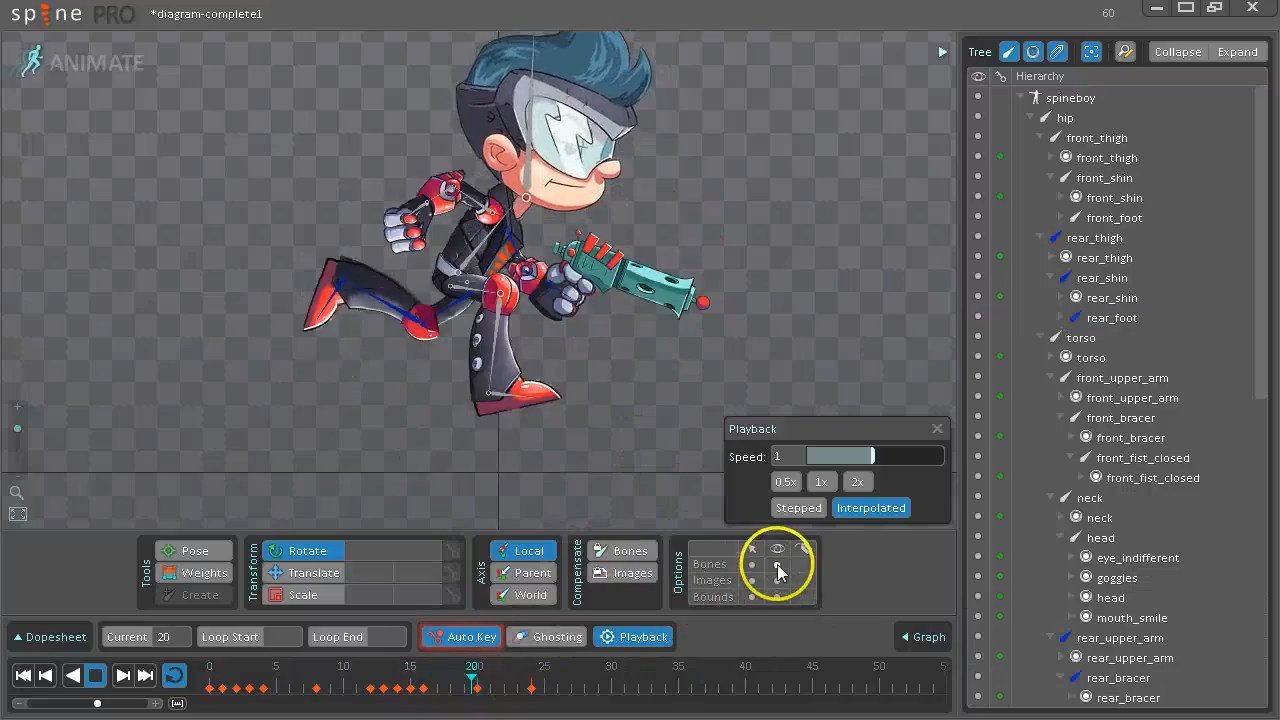 spine PRO
*diagram-complete1
60
ANIMATE
Tree
Collapse
Expand
Hierarchy
spineboy
hip
front_thigh
front_thigh
front_shin
front_shin
front_foot
rear_thigh
rear_thigh
rear_shin
rear_shin
rear_foot
torso
torso
front_upper_arm
front_upper_arm
front_bracer
front_bracer
front_fist_closed
front_fist_closed
neck
neck
head
eye_indifferent
goggles
head
mouth_smile
rear_upper_arm
rear_upper_arm
rear_bracer
rear_bracer
Playback
Speed: 1
0.5x 1x 2x
Stepped Interpolated
Tools
Pose
Weights
Create
Transform
Rotate
Translate
Scale
Axis
Local
Parent
World
Compensate
Bones
Images
Options
Bones
Images
Bounds
Dopesheet
Current 20
Loop Start
Loop End
Auto Key
Ghosting
Playback
Graph
0 5 10 15 20 25 30 35 40 45 50